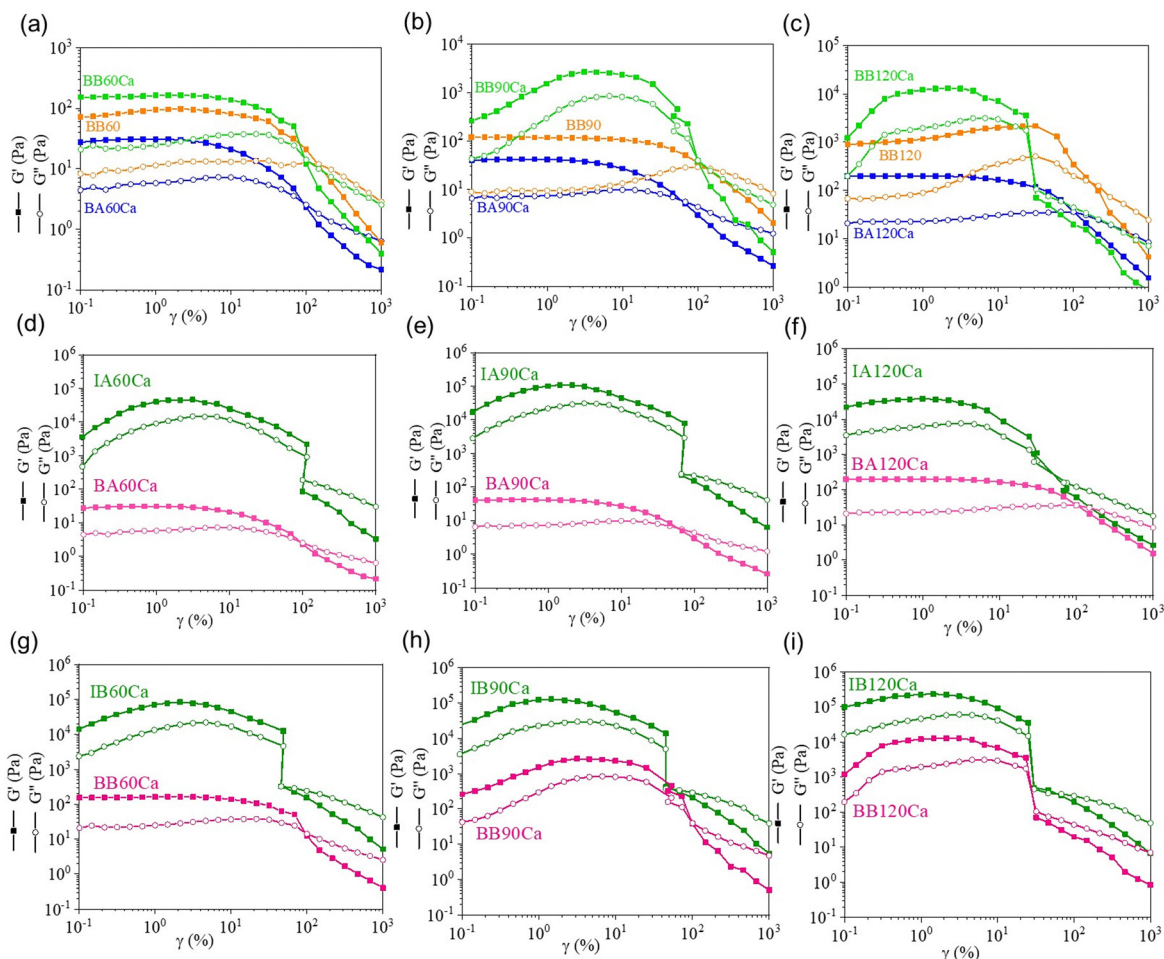 (a)
10³
10²
10¹
10⁰
10⁻¹
BB60Ca
BB60
BA60Ca
G' (Pa)
G" (Pa)
10⁻¹ 10⁰ 10¹ 10² 10³
γ (%)
(b)
10⁴
10³
10²
10¹
10⁰
10⁻¹
BB90Ca
BB90
BA90Ca
G' (Pa)
G" (Pa)
10⁻¹ 10⁰ 10¹ 10² 10³
γ (%)
(c)
10⁵
10⁴
10³
10²
10¹
10⁰
BB120Ca
BB120
BA120Ca
G' (Pa)
G" (Pa)
10⁻¹ 10⁰ 10¹ 10² 10³
γ (%)
(d)
10⁶
10⁵
10⁴
10³
10²
10¹
10⁰
10⁻¹
IA60Ca
BA60Ca
G' (Pa)
G" (Pa)
10⁻¹ 10⁰ 10¹ 10² 10³
γ (%)
(e)
10⁶
10⁵
10⁴
10³
10²
10¹
10⁰
10⁻¹
IA90Ca
BA90Ca
G' (Pa)
G" (Pa)
10⁻¹ 10⁰ 10¹ 10² 10³
γ (%)
(f)
10⁶
10⁵
10⁴
10³
10²
10¹
10⁰
10⁻¹
IA120Ca
BA120Ca
G' (Pa)
G" (Pa)
10⁻¹ 10⁰ 10¹ 10² 10³
γ (%)
(g)
10⁶
10⁵
10⁴
10³
10²
10¹
10⁰
10⁻¹
IB60Ca
BB60Ca
G' (Pa)
G" (Pa)
10⁻¹ 10⁰ 10¹ 10² 10³
γ (%)
(h)
10⁶
10⁵
10⁴
10³
10²
10¹
10⁰
10⁻¹
IB90Ca
BB90Ca
G' (Pa)
G" (Pa)
10⁻¹ 10⁰ 10¹ 10² 10³
γ (%)
(i)
10⁶
10⁵
10⁴
10³
10²
10¹
10⁰
10⁻¹
IB120Ca
BB120Ca
G' (Pa)
G" (Pa)
10⁻¹ 10⁰ 10¹ 10² 10³
γ (%)